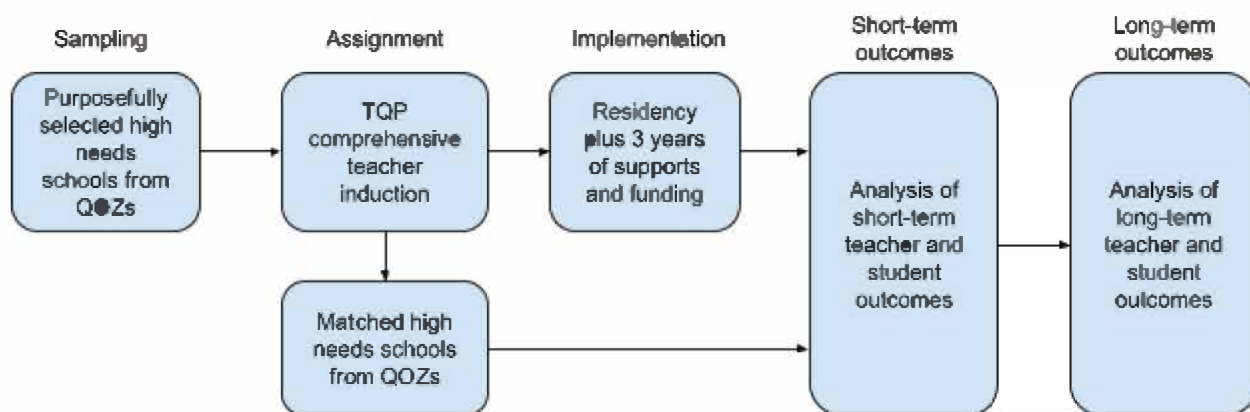 Sampling
Assignment
Implementation
Short-term
outcomes
Long-term
outcomes
Purposefully
selected high
needs
schools from
QOZs
TQP
comprehensive
teacher
induction
Residency
plus 3 years
of supports
and funding
Matched high
needs schools
from QOZs
Analysis of
short-term
teacher and
student
outcomes
Analysis of
long-term
teacher and
student
outcomes